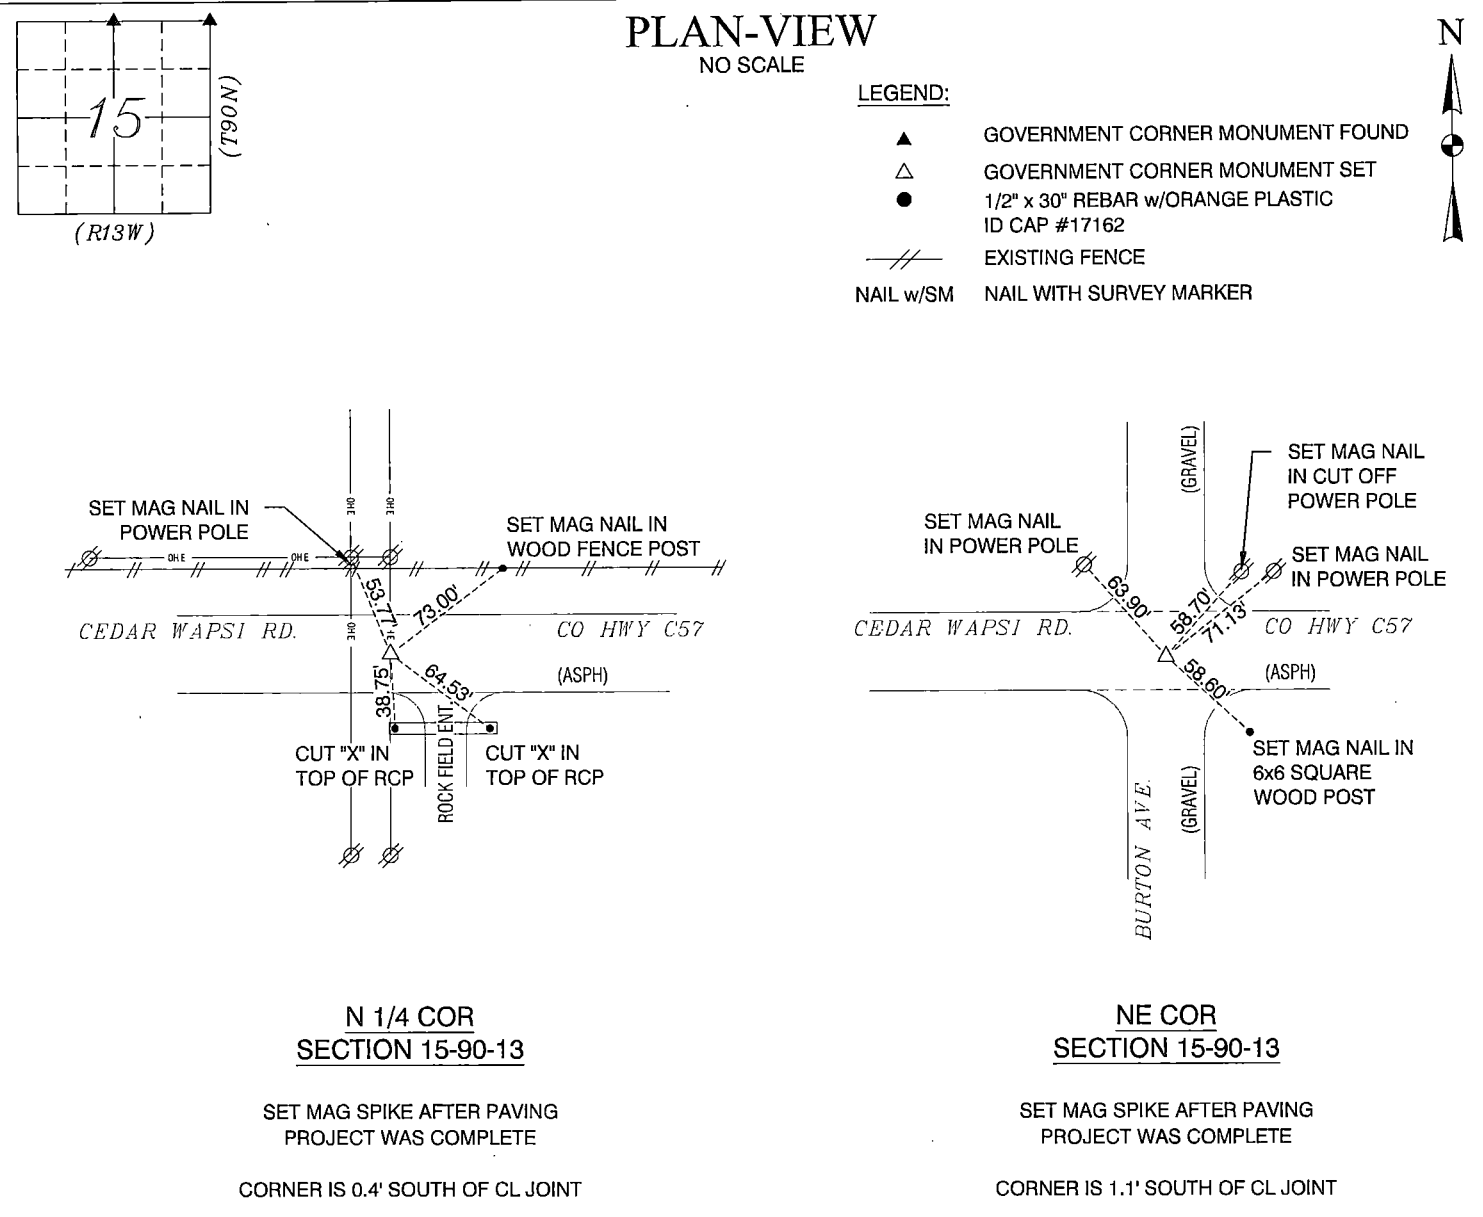 PLAN-VIEW
NO SCALE
N
15
(T90N)
(R13W)
LEGEND:
GOVERNMENT CORNER MONUMENT FOUND
GOVERNMENT CORNER MONUMENT SET
1/2" x 30" REBAR w/ORANGE PLASTIC
ID CAP #17162
EXISTING FENCE
NAIL w/SM NAIL WITH SURVEY MARKER
SET MAG NAIL IN
POWER POLE
OHE
OHE
OHE
OHE
SET MAG NAIL IN
WOOD FENCE POST
53.77'
73.00'
CEDAR WAPSI RD.
OHE
CO HWY C57
(ASPH)
38.75'
64.53'
CUT "X" IN
TOP OF RCP
ROCK FIELD ENT.
CUT "X" IN
TOP OF RCP
N 1/4 COR
SECTION 15-90-13
SET MAG SPIKE AFTER PAVING
PROJECT WAS COMPLETE
CORNER IS 0.4' SOUTH OF CL JOINT
(GRAVEL)
SET MAG NAIL
IN CUT OFF
POWER POLE
SET MAG NAIL
IN POWER POLE
SET MAG NAIL
IN POWER POLE
63.90'
58.70'
71.13'
CEDAR WAPSI RD.
CO HWY C57
(ASPH)
58.60'
SET MAG NAIL IN
6x6 SQUARE
WOOD POST
BURTON AVE.
(GRAVEL)
NE COR
SECTION 15-90-13
SET MAG SPIKE AFTER PAVING
PROJECT WAS COMPLETE
CORNER IS 1.1' SOUTH OF CL JOINT